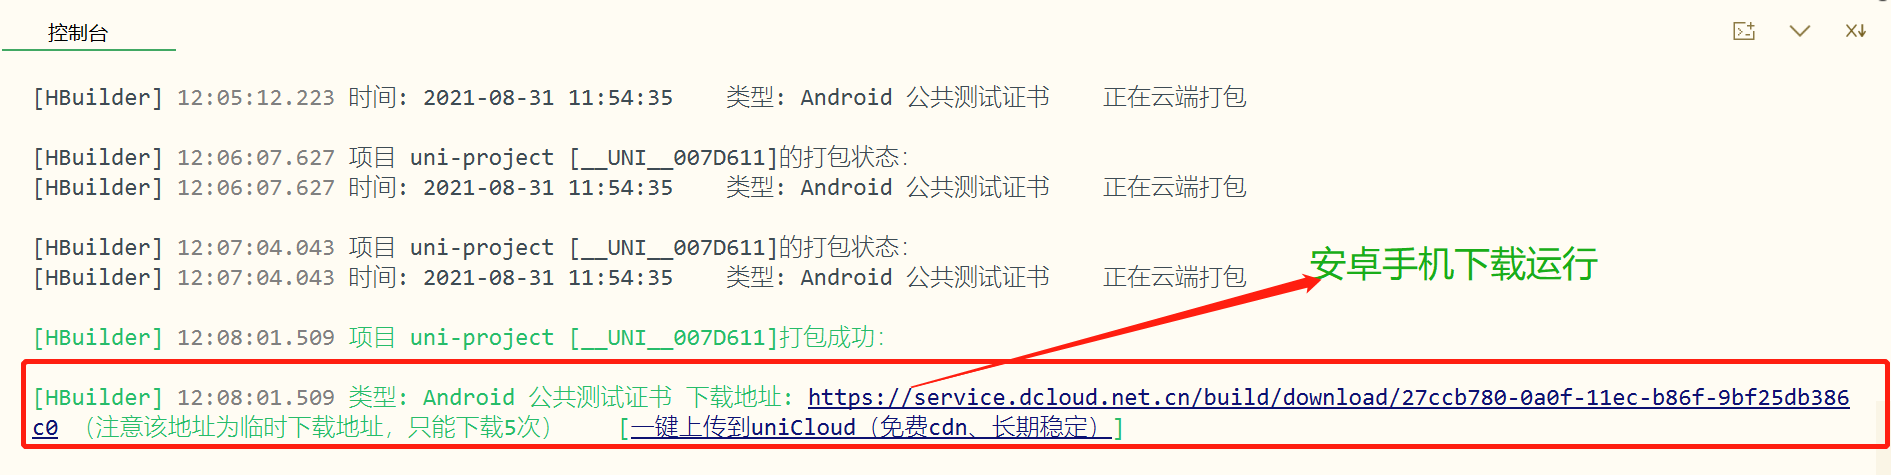 控制台
[HBuilder] 12:05:12.223 时间: 2021-08-31 11:54:35    类型: Android 公共测试证书    正在云端打包
[HBuilder] 12:06:07.627 项目 uni-project [__UNI__007D611]的打包状态:
[HBuilder] 12:06:07.627 时间: 2021-08-31 11:54:35    类型: Android 公共测试证书    正在云端打包
[HBuilder] 12:07:04.043 项目 uni-project [__UNI__007D611]的打包状态:
[HBuilder] 12:07:04.043 时间: 2021-08-31 11:54:35    类型: Android 公共测试证书    正在云端打包
安卓手机下载运行
[HBuilder] 12:08:01.509 项目 uni-project [__UNI__007D611]打包成功:
[HBuilder] 12:08:01.509 类型: Android 公共测试证书 下载地址: https://service.dcloud.net.cn/build/download/27ccb780-0a0f-11ec-b86f-9bf25db386
c0 （注意该地址为临时下载地址，只能下载5次）    [一键上传到uniCloud（免费cdn、长期稳定）]